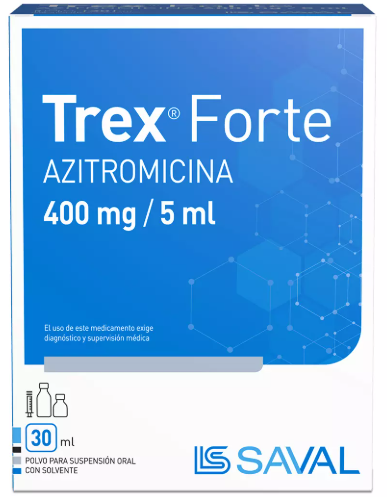 Trex® Forte
AZITROMICINA
400 mg / 5 ml
El uso de este medicamento exige
diagnóstico y supervisión médica
30 ml
POLVO PARA SUSPENSIÓN ORAL
CON SOLVENTE
SAVAL